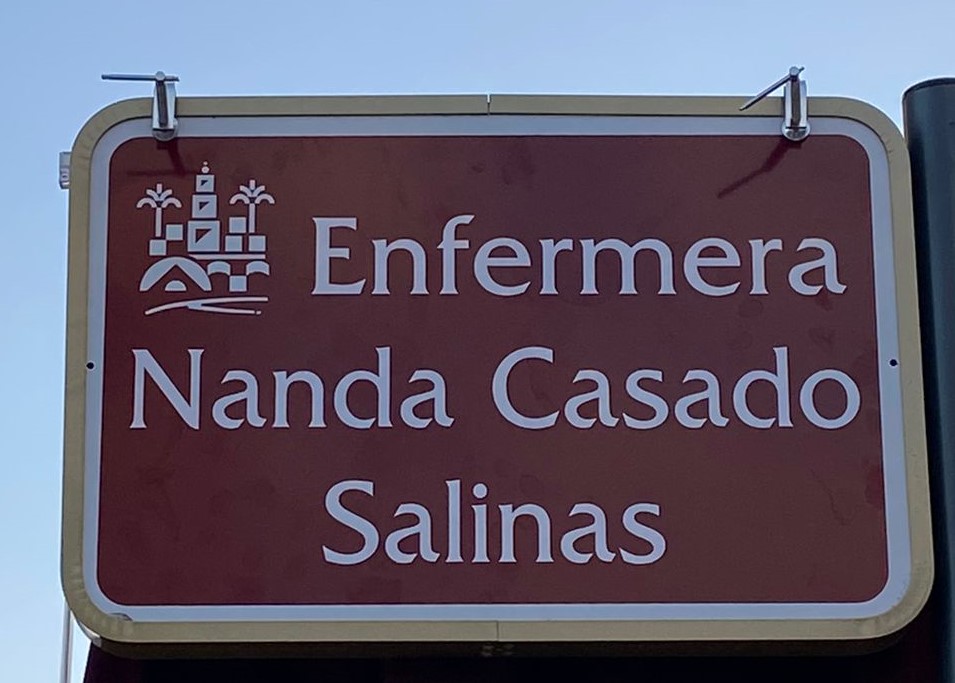 Enfermera
Nanda Casado
Salinas